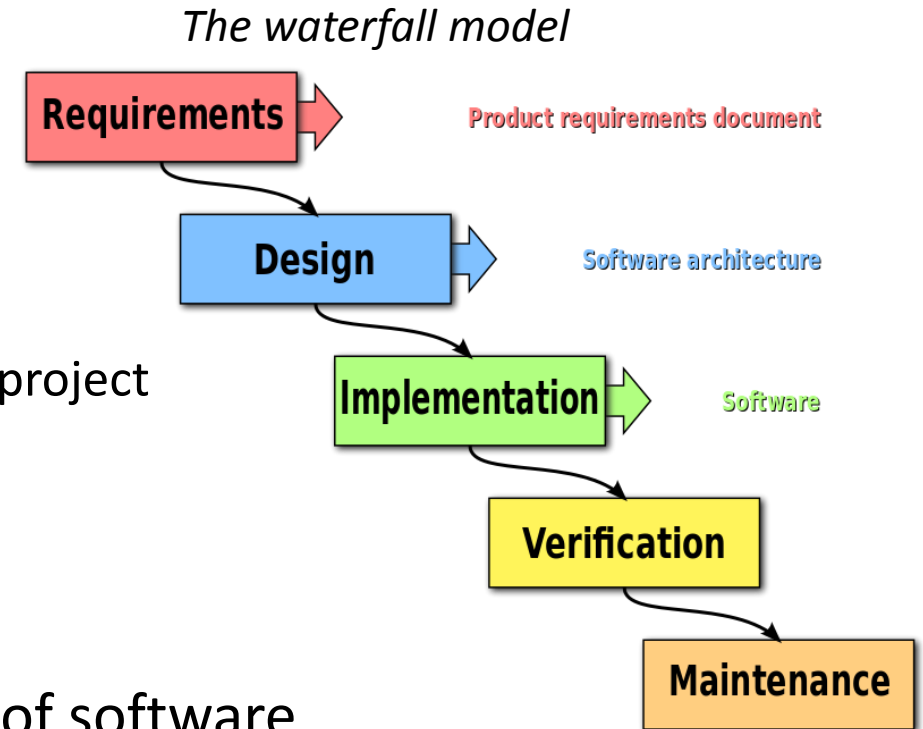 The waterfall model
Requirements
Product requirements document
Design
Software architecture
project
Implementation
Software
Verification
Maintenance
of software